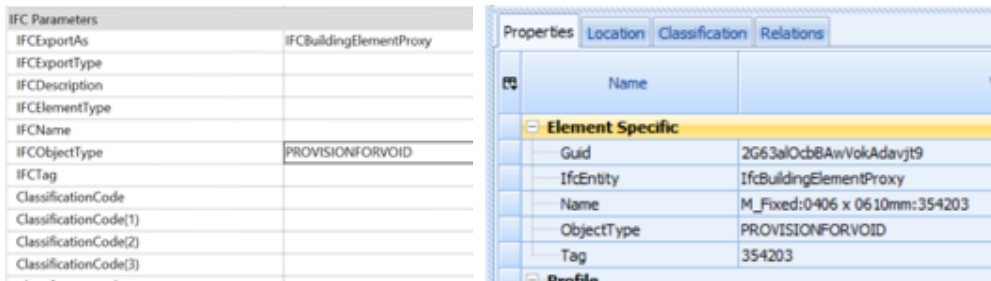 IFC Parameters
IFCExportAs IFCBuildingElementProxy
IFCExportType
IFCDescription
IFCElementType
IFCName
IFCObjectType PROVISIONFORVOID
IFCTag
ClassificationCode
ClassificationCode(1)
ClassificationCode(2)
ClassificationCode(3)
Properties Location Classification Relations
Name
Element Specific
Guid 2G63alOcbBAwVokAdavjt9
IfcEntity IfcBuildingElementProxy
Name M_Fixed:0406 x 0610mm:354203
ObjectType PROVISIONFORVOID
Tag 354203
Profile